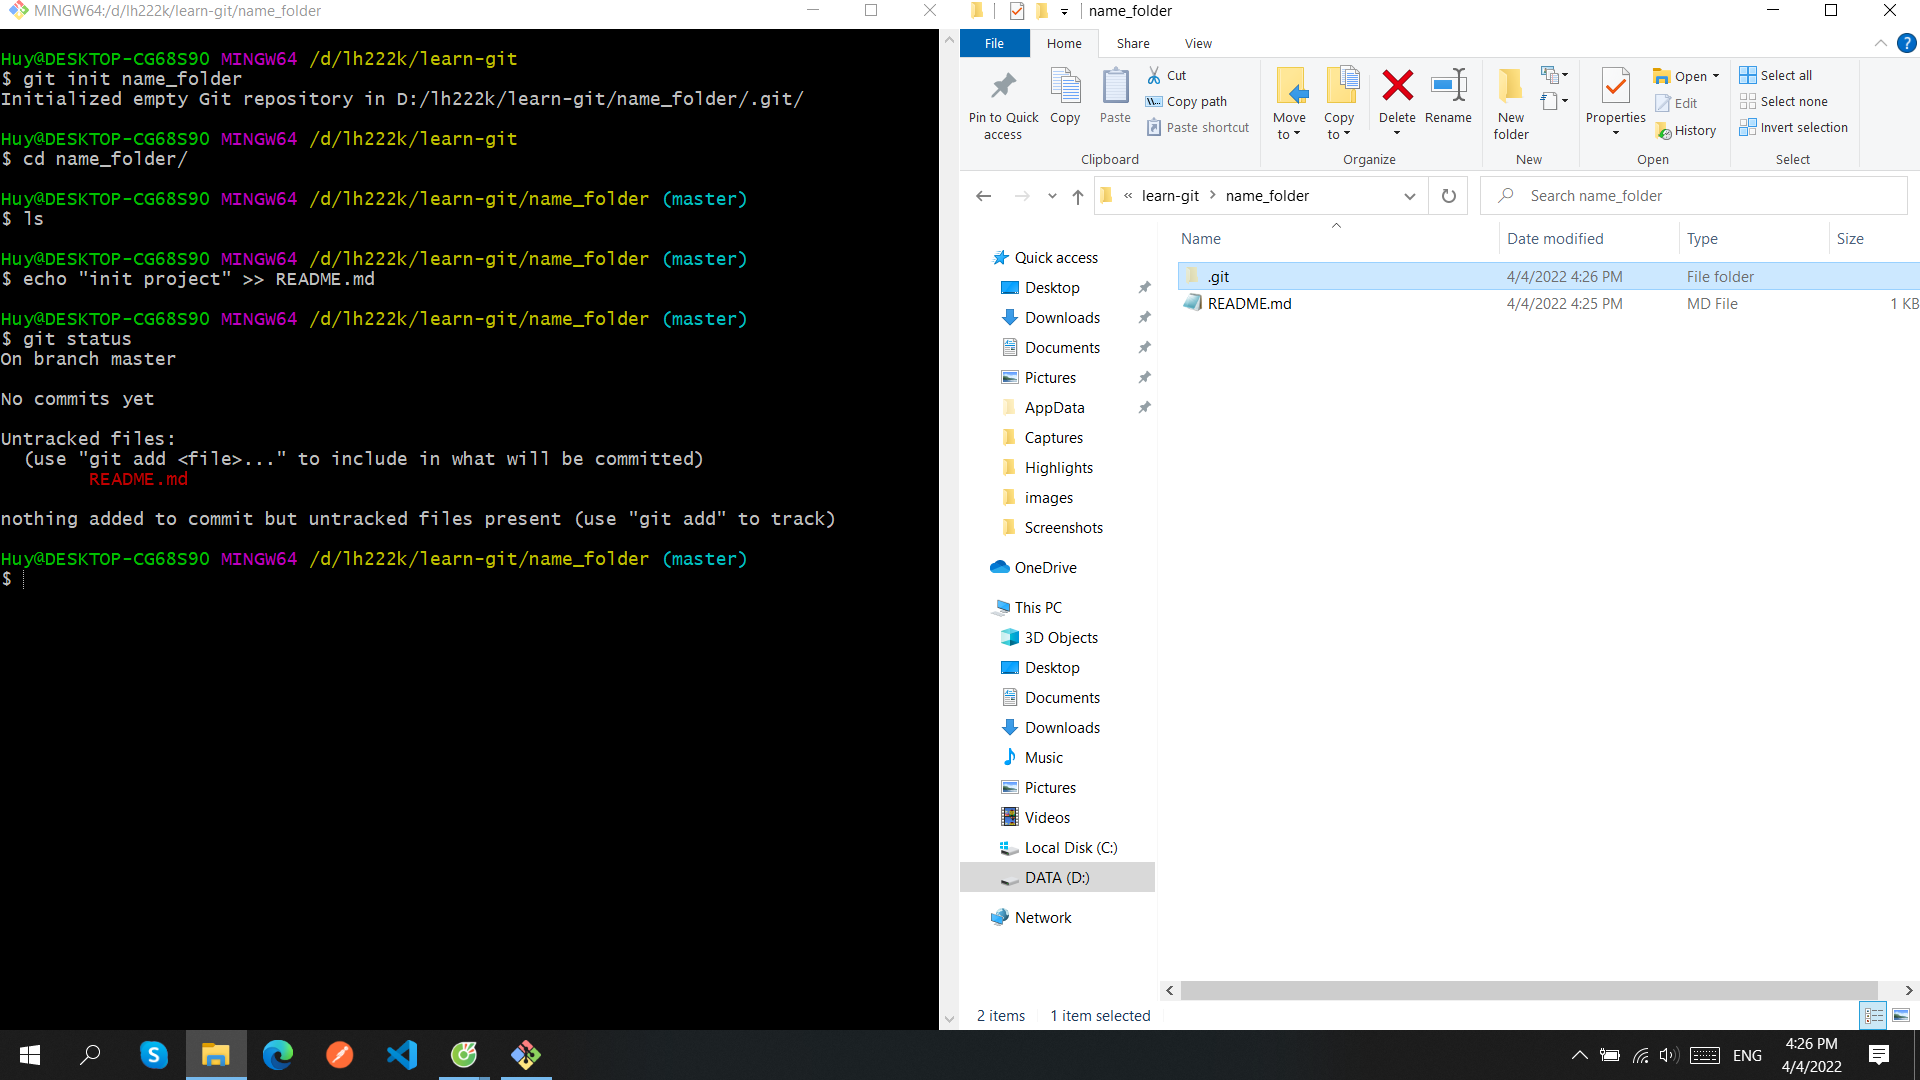 MINGW64:/d/lh222k/learn-git/name_folder
Huy@DESKTOP-CG68S90 MINGW64 /d/lh222k/learn-git
$ git init name_folder
Initialized empty Git repository in D:/lh222k/learn-git/name_folder/.git/
Huy@DESKTOP-CG68S90 MINGW64 /d/lh222k/learn-git
$ cd name_folder/
Huy@DESKTOP-CG68S90 MINGW64 /d/lh222k/learn-git/name_folder (master)
$ ls
Huy@DESKTOP-CG68S90 MINGW64 /d/lh222k/learn-git/name_folder (master)
$ echo "init project" >> README.md
Huy@DESKTOP-CG68S90 MINGW64 /d/lh222k/learn-git/name_folder (master)
$ git status
On branch master
No commits yet
Untracked files:
(use "git add <file>..." to include in what will be committed)
README.md
nothing added to commit but untracked files present (use "git add" to track)
Huy@DESKTOP-CG68S90 MINGW64 /d/lh222k/learn-git/name_folder (master)
$
name_folder
File Home Share View
Pin to Quick access
Copy
Paste
Cut
Copy path
Paste shortcut
Clipboard
Move to
Copy to
Delete
Rename
Organize
New folder
New
Properties
Open
Edit
History
Open
Select all
Select none
Invert selection
Select
« learn-git > name_folder
Search name_folder
Name Date modified Type Size
.git 4/4/2022 4:26 PM File folder
README.md 4/4/2022 4:25 PM MD File 1 KB
Quick access
Desktop
Downloads
Documents
Pictures
AppData
Captures
Highlights
images
Screenshots
OneDrive
This PC
3D Objects
Desktop
Documents
Downloads
Music
Pictures
Videos
Local Disk (C:)
DATA (D:)
Network
2 items 1 item selected
ENG
4:26 PM
4/4/2022